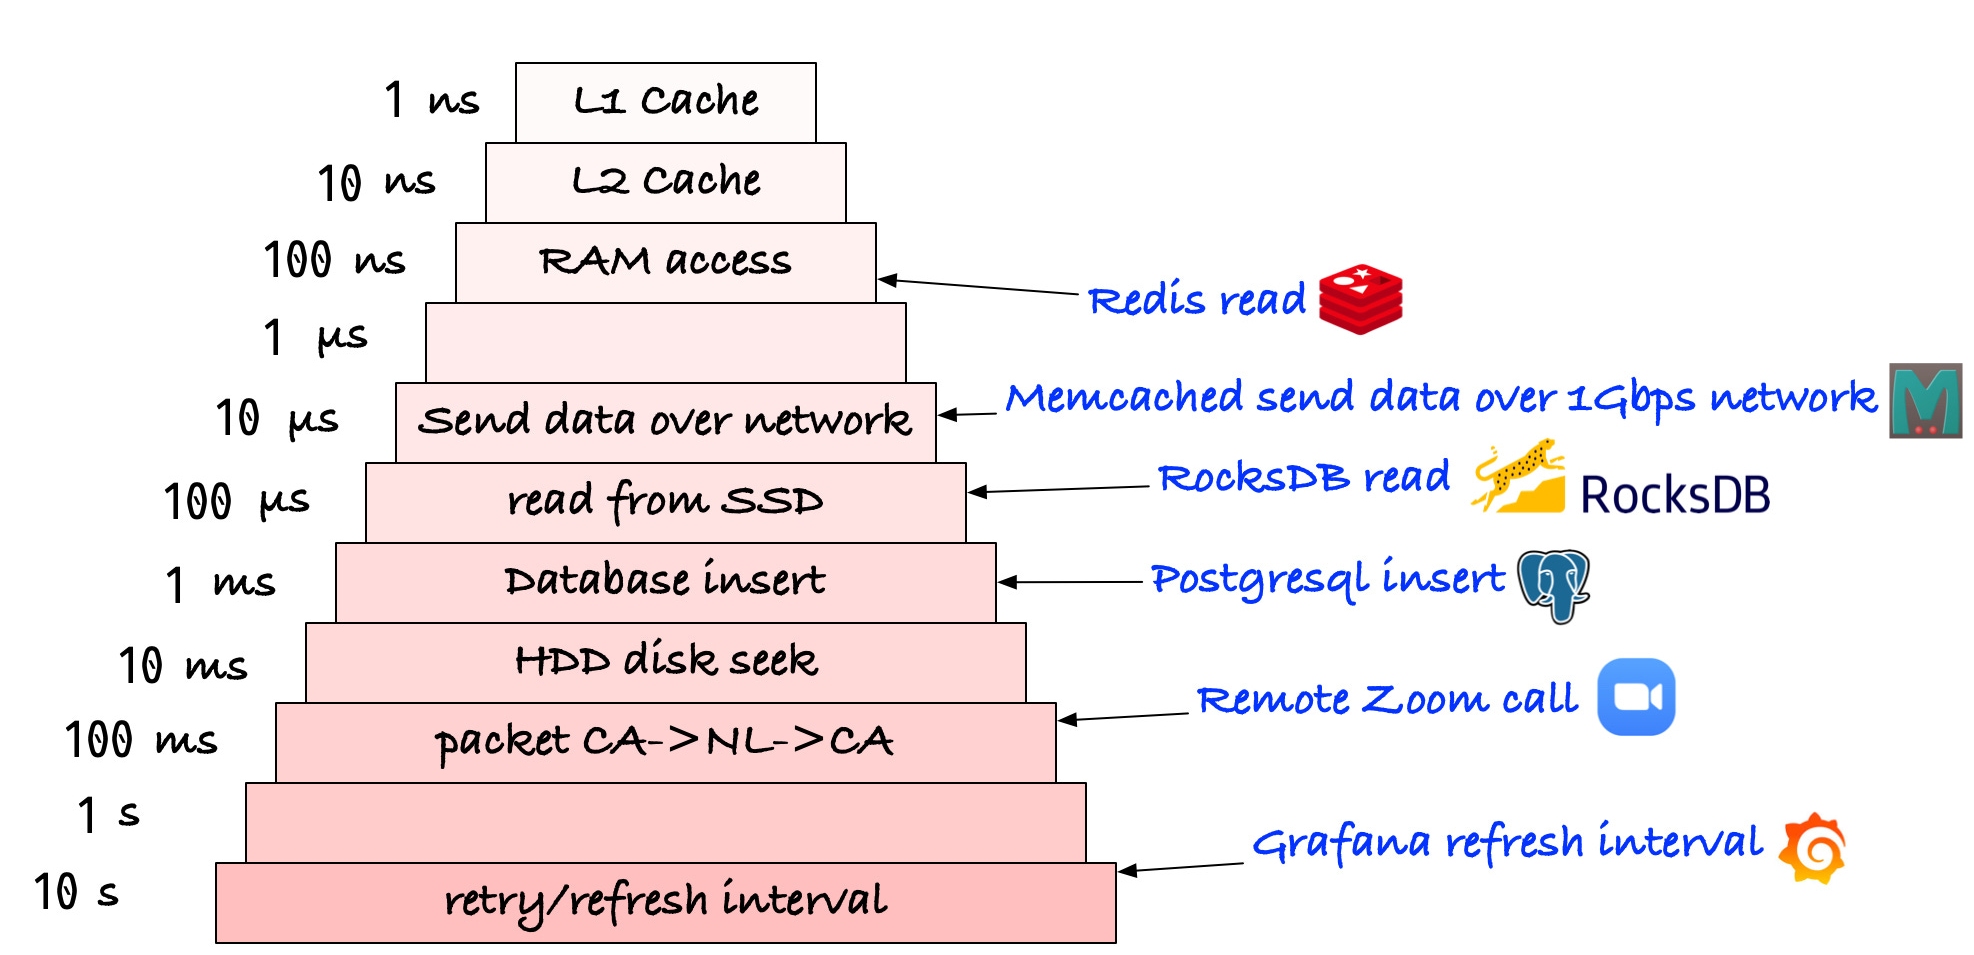 1 ns L1 Cache
10 ns L2 Cache
100 ns RAM access
Redis read
1 μs
10 μs Send data over network
Memcached send data over 1Gbps network M
100 μs read from SSD
RocksDB read RocksDB
1 ms Database insert
Postgresql insert
10 ms HDD disk seek
100 ms packet CA->NL->CA
Remote Zoom call
1 s
10 s retry/refresh interval
Grafana refresh interval